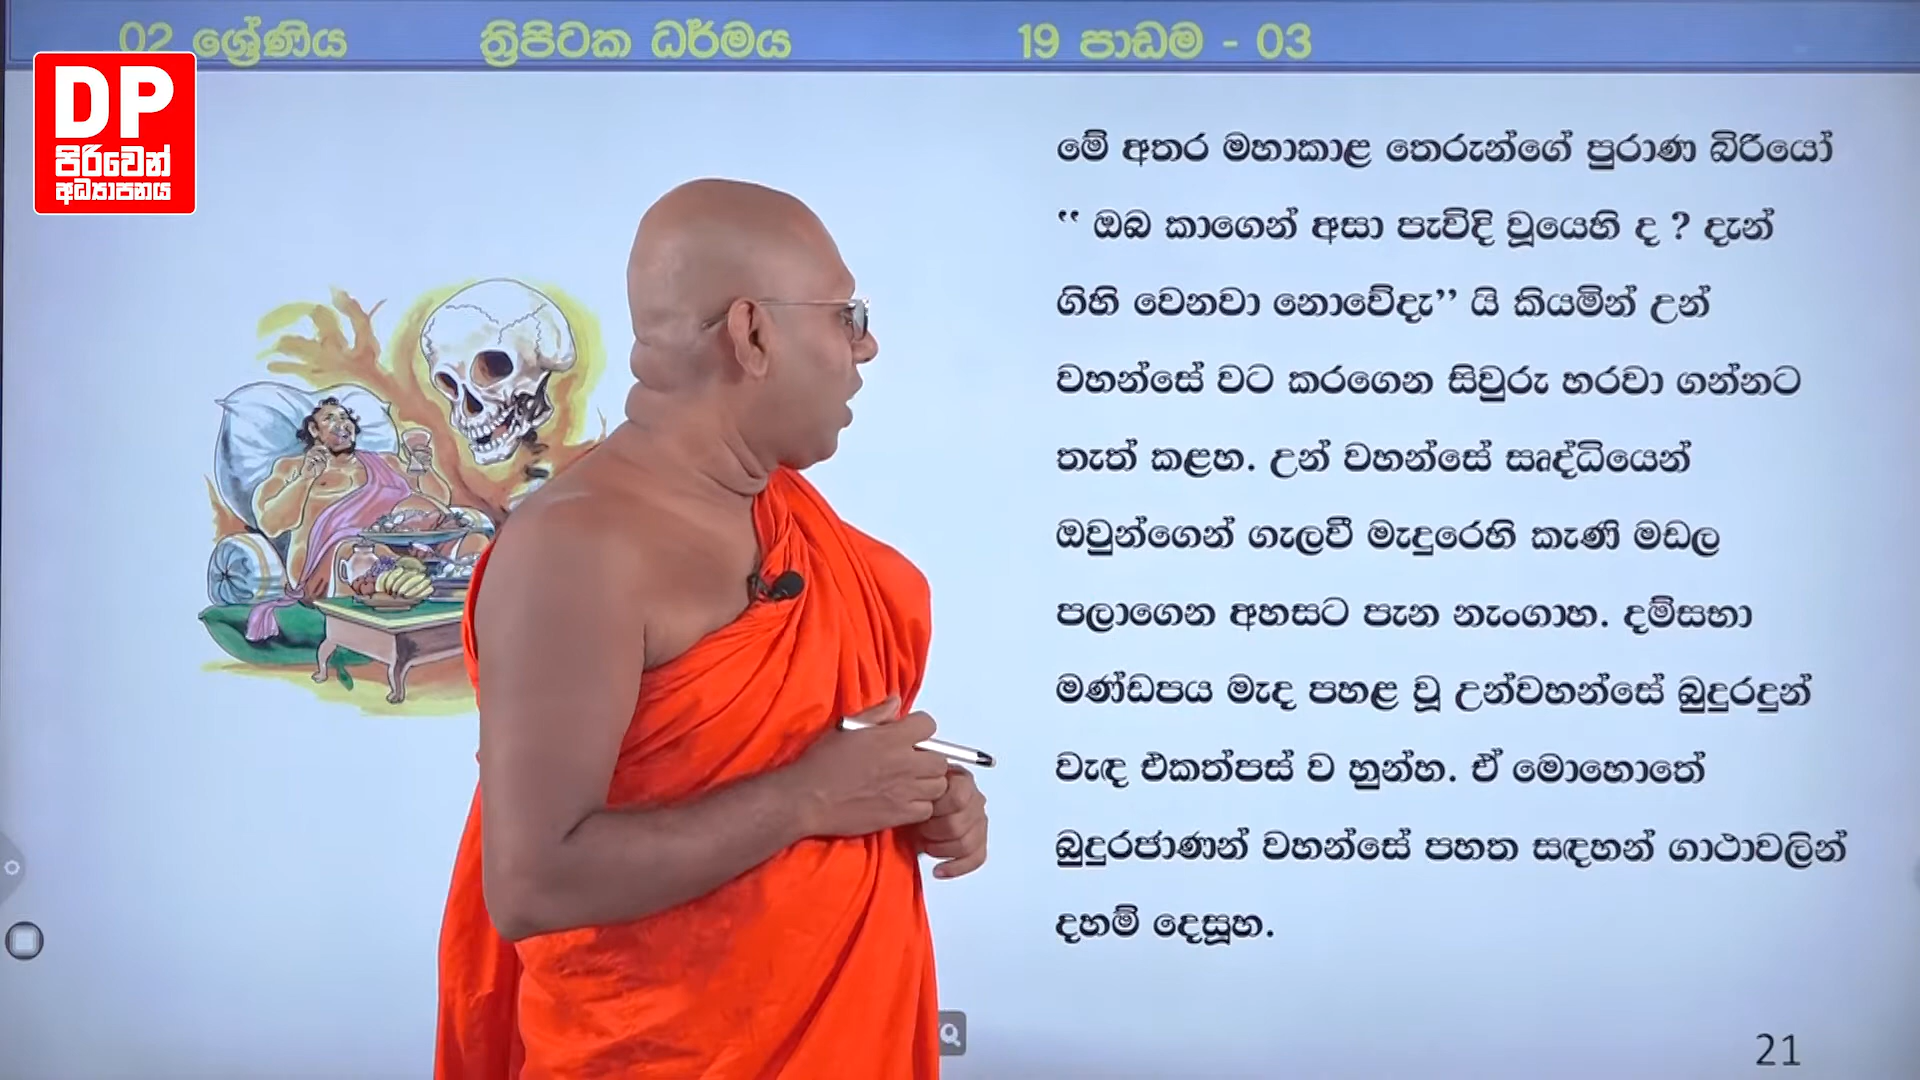 02 ශ්‍රේණිය ත්‍රිපිටක ධර්මය 19 පාඩම - 03
DP
පිරිවෙන්
අධ්‍යාපනය
මේ අතර මහාකාළ තෙරුන්ගේ පුරාණ බිරියෝ
‘‘ ඔබ කාගෙන් අසා පැවිදි වූයෙහි ද ? දැන්
ගිහි වෙනවා නොවේදැ’’ යි කියමින් උන්
වහන්සේ වට කරගෙන සිවුරු හරවා ගන්නට
තැත් කළහ. උන් වහන්සේ සෘද්ධියෙන්
ඔවුන්ගෙන් ගැලවී මැදුරෙහි කැණි මඩල
පලාගෙන අහසට පැන නැංගාහ. දම්සභා
මණ්ඩපය මැද පහළ වූ උන්වහන්සේ බුදුරදුන්
වැඳ එකත්පස් ව හුන්හ. ඒ මොහොතේ
බුදුරජාණන් වහන්සේ පහත සඳහන් ගාථාවලින්
දහම් දෙසූහ.
21